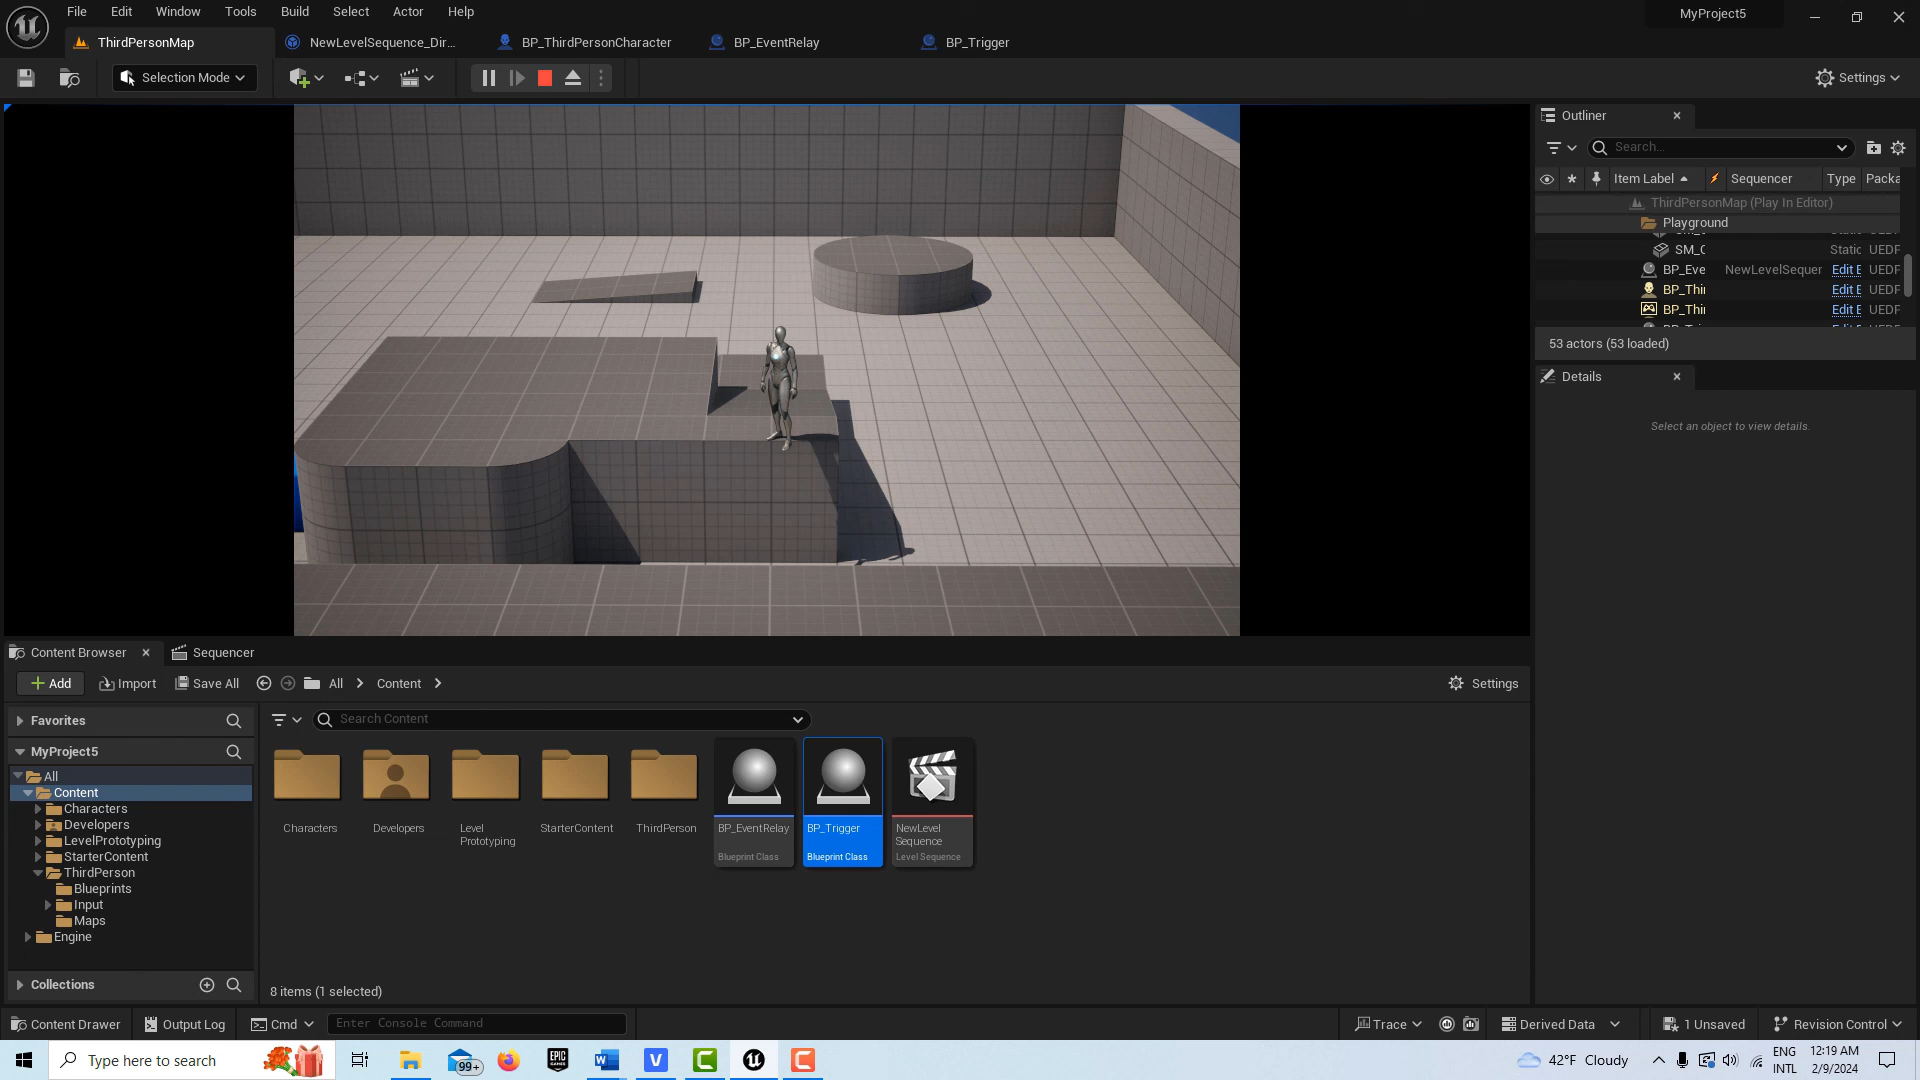 File Edit Window Tools Build Select Actor Help
MyProject5
ThirdPersonMap
NewLevelSequence_Dir...
BP_ThirdPersonCharacter
BP_EventRelay
BP_Trigger
Selection Mode
Settings
Outliner
Search...
Item Label
Sequencer
Type
Packa
ThirdPersonMap (Play In Editor)
Playground
SM_C
Static
UEDF
BP_Eve
NewLevelSequer
Edit E
UEDF
BP_Thi
Edit E
UEDF
BP_Thi
Edit E
UEDF
53 actors (53 loaded)
Details
Select an object to view details.
Content Browser
Sequencer
Add
Import
Save All
All
Content
Settings
Favorites
Search Content
MyProject5
All
Content
Characters
Developers
LevelPrototyping
StarterContent
ThirdPerson
Blueprints
Input
Maps
Engine
Collections
Characters
Developers
Level
Prototyping
StarterContent
ThirdPerson
BP_EventRelay
Blueprint Class
BP_Trigger
Blueprint Class
NewLevel
Sequence
Level Sequence
8 items (1 selected)
Content Drawer
Output Log
Cmd
Enter Console Command
Trace
Derived Data
1 Unsaved
Revision Control
Type here to search
99+
EPIC
GAMES
42°F Cloudy
ENG
INTL
12:19 AM
2/9/2024